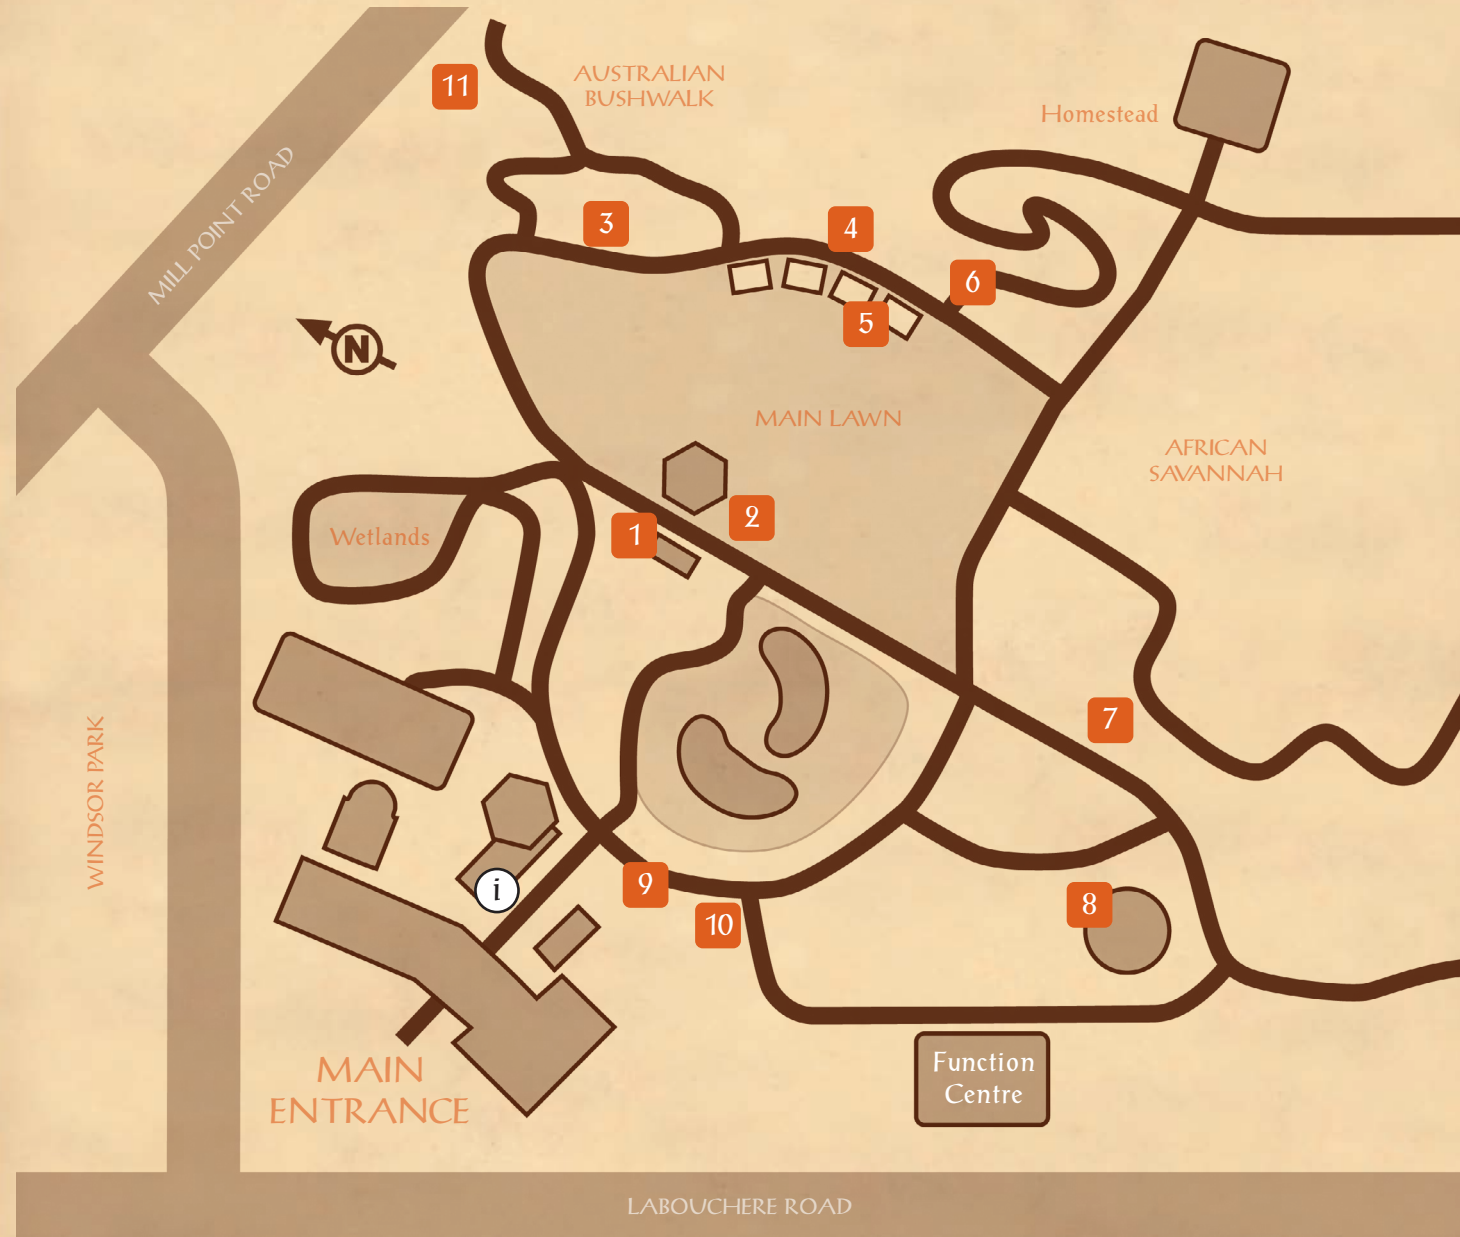 11
AUSTRALIAN
BUSHWALK
Homestead
MILL POINT ROAD
3
4
6
5
N
MAIN LAWN
AFRICAN
SAVANNAH
Wetlands
1
2
7
WINDSOR PARK
i
9
10
8
MAIN
ENTRANCE
Function
Centre
LABOUCHERE ROAD